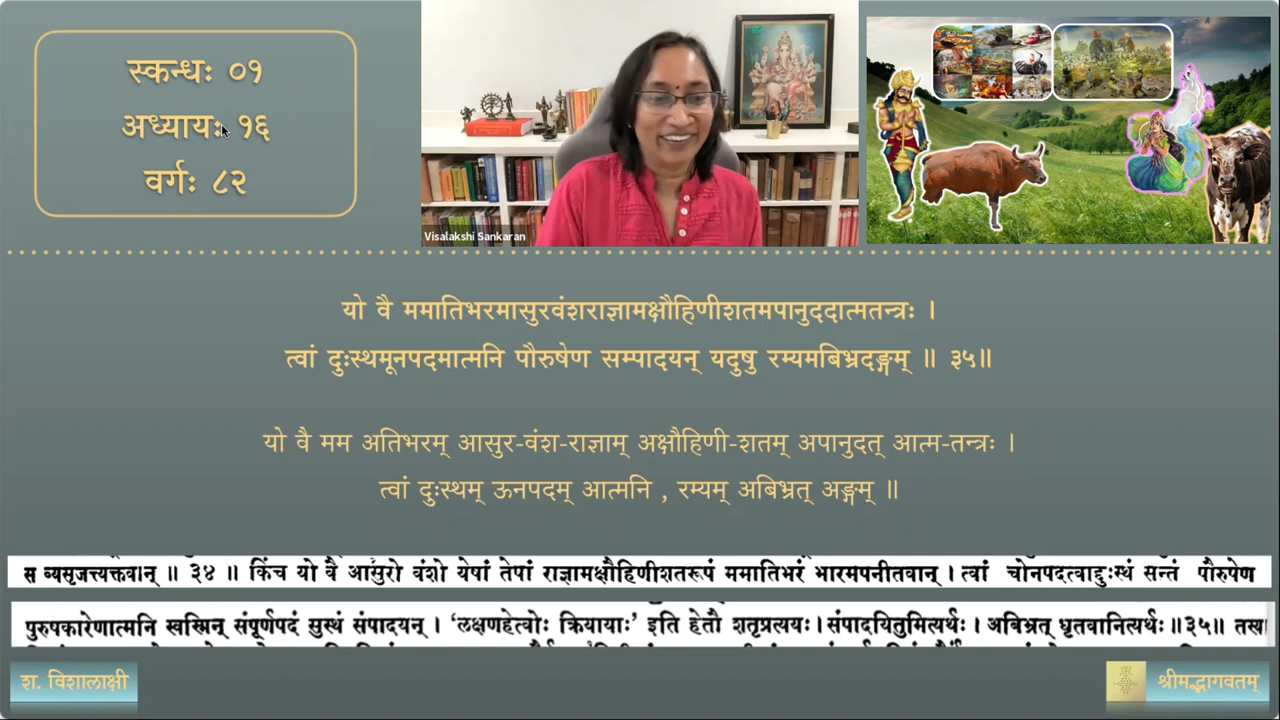 स्कन्धः ०१
अध्यायः १६
वर्गः ८२
Visalakshi Sankaran
यो वै ममातिभरमासुरवंशराज्ञामक्षौहिणीशतमपानुददात्मतन्त्रः ।
त्वां दुःस्थमूनपदमात्मनि पौरुषेण सम्पादयन् यदुषु रम्यमबिभ्रदङ्गम् ॥ ३५॥
यो वै मम अतिभरम् आसुर-वंश-राज्ञाम् अक्षौहिणी-शतम् अपानुदत् आत्म-तन्त्रः ।
त्वां दुःस्थम् ऊनपदम् आत्मनि , रम्यम् अबिभ्रत् अङ्गम् ॥
स व्यसृजत्त्यक्तवान् ॥ ३४ ॥ किंच यो वै आसुरो वंशो येषां तेषां राज्ञामक्षौहिणीशतरूपं ममातिभरं भारमपनीतवान् । त्वां चोनपदत्वाद्दुःस्थं सन्तं पौरुषेण
पुरुषकारेणात्मनि स्वस्मिन् संपूर्णपदं सुस्थं संपादयन् । ‘लक्षणहेत्वोः क्रियायाः’ इति हेतौ शतृप्रत्ययः । संपादयितुमित्यर्थः । अबिभ्रत् धृतवानित्यर्थः ॥३५॥
श. विशालाक्षी
श्रीमद्भागवतम्